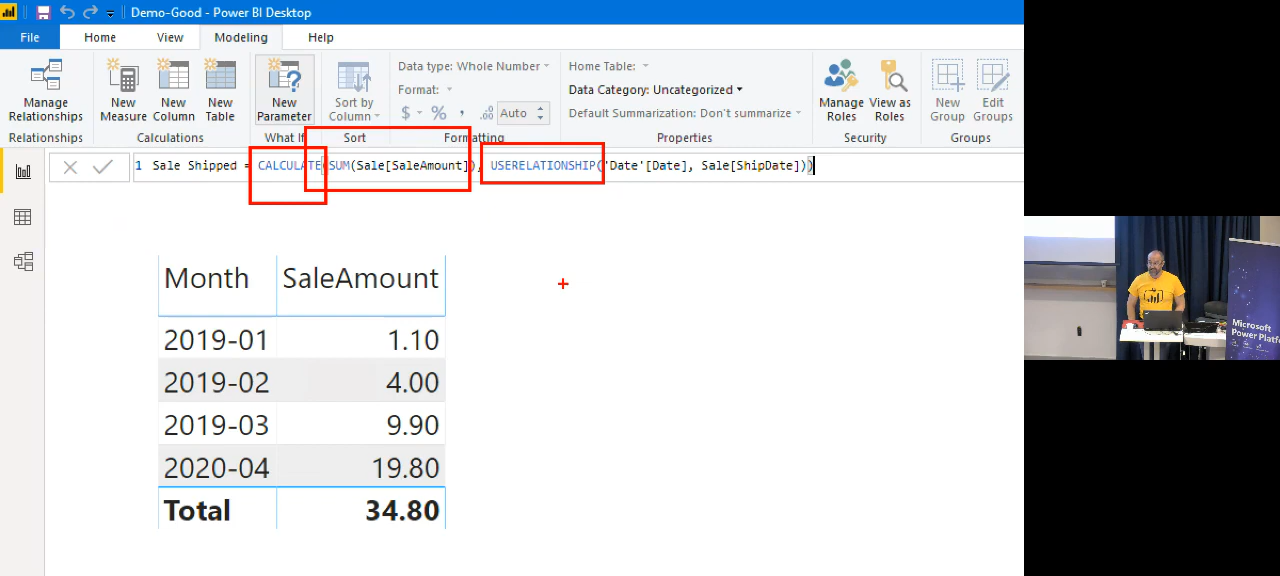 Demo-Good - Power BI Desktop
File Home View Modeling Help
Manage Relationships
New Measure
New Column
New Table
New Parameter
Sort by Column
Data type: Whole Number
Format:
$ % , .00 Auto
Home Table:
Data Category: Uncategorized
Default Summarization: Don't summarize
Manage Roles
View as Roles
New Group
Edit Groups
Relationships Calculations What If Sort Formatting Properties Security Groups
1 Sale Shipped = CALCULATE(SUM(Sale[SaleAmount]), USERELATIONSHIP('Date'[Date], Sale[ShipDate]))
Month SaleAmount
2019-01 1.10
2019-02 4.00
2019-03 9.90
2020-04 19.80
Total 34.80
Microsoft
Power Platfo